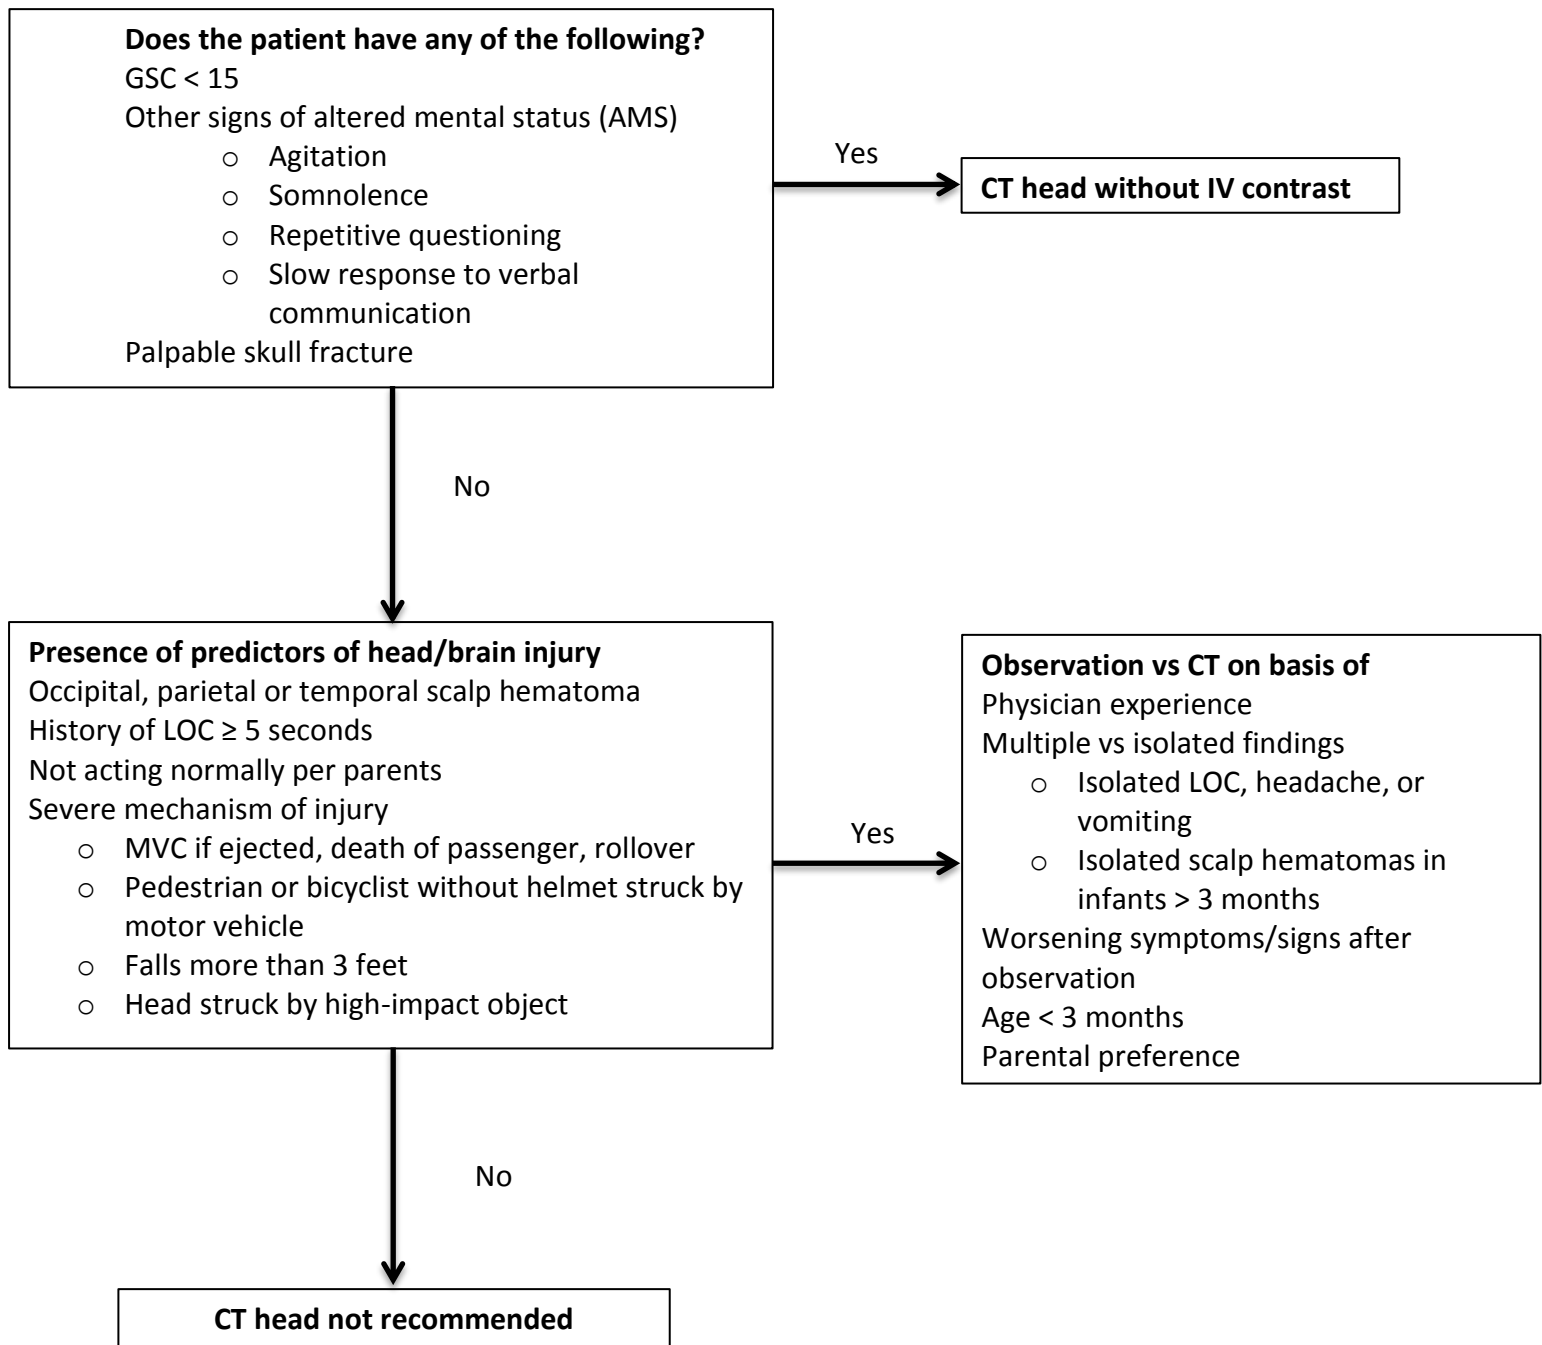 Does the patient have any of the following?
GSC < 15
Other signs of altered mental status (AMS)
o Agitation
o Somnolence
o Repetitive questioning
o Slow response to verbal
communication
Palpable skull fracture
Yes
CT head without IV contrast
No
Presence of predictors of head/brain injury
Occipital, parietal or temporal scalp hematoma
History of LOC ≥ 5 seconds
Not acting normally per parents
Severe mechanism of injury
o MVC if ejected, death of passenger, rollover
o Pedestrian or bicyclist without helmet struck by
motor vehicle
o Falls more than 3 feet
o Head struck by high-impact object
Yes
Observation vs CT on basis of
Physician experience
Multiple vs isolated findings
o Isolated LOC, headache, or
vomiting
o Isolated scalp hematomas in
infants > 3 months
Worsening symptoms/signs after
observation
Age < 3 months
Parental preference
No
CT head not recommended